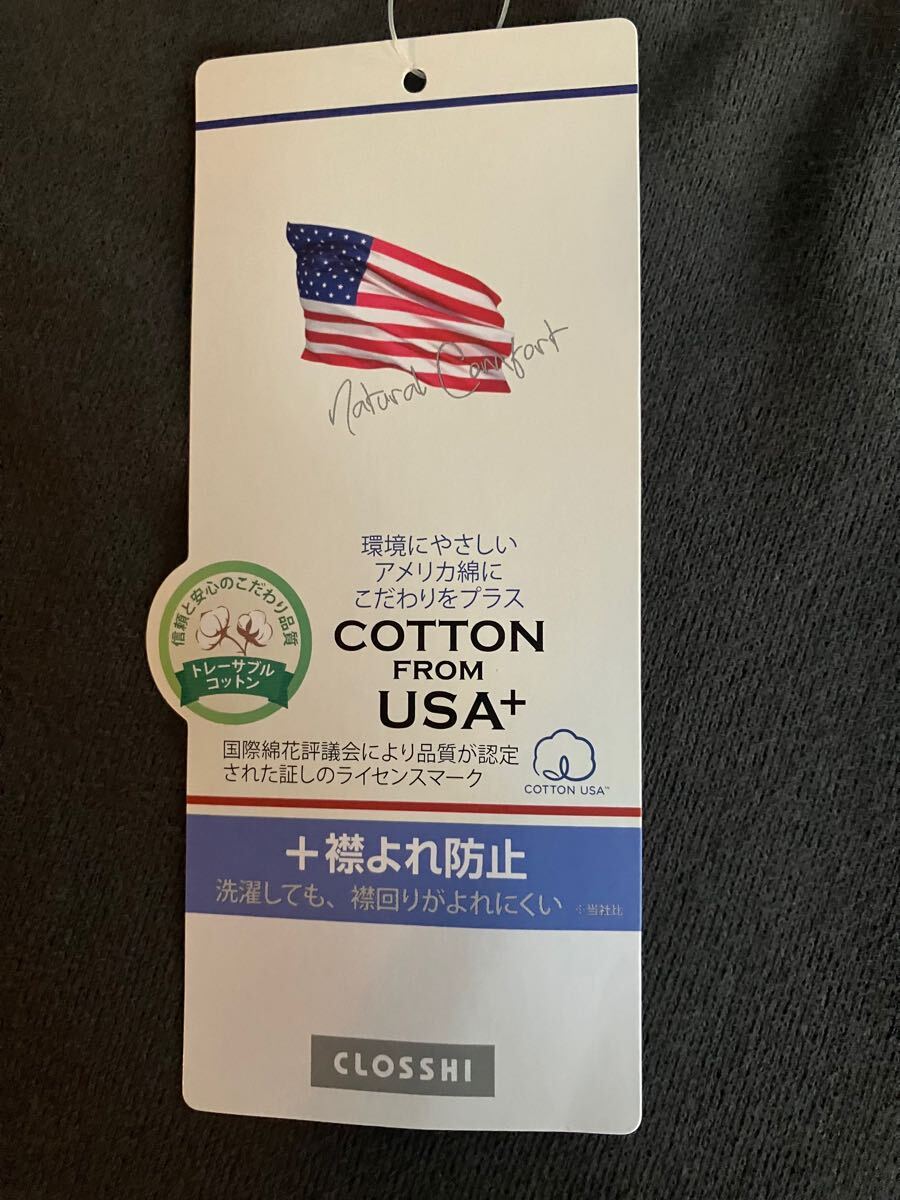 Natural Comfort
環境にやさしい
アメリカ綿に
こだわりをプラス
COTTON
FROM
USA+
信頼と安心のこだわり品質
トレーサブル
コットン
国際綿花評議会により品質が認定
された証しのライセンスマーク
COTTON USA™
＋襟よれ防止
洗濯しても、襟回りがよれにくい ※当社比
CLOSSHI